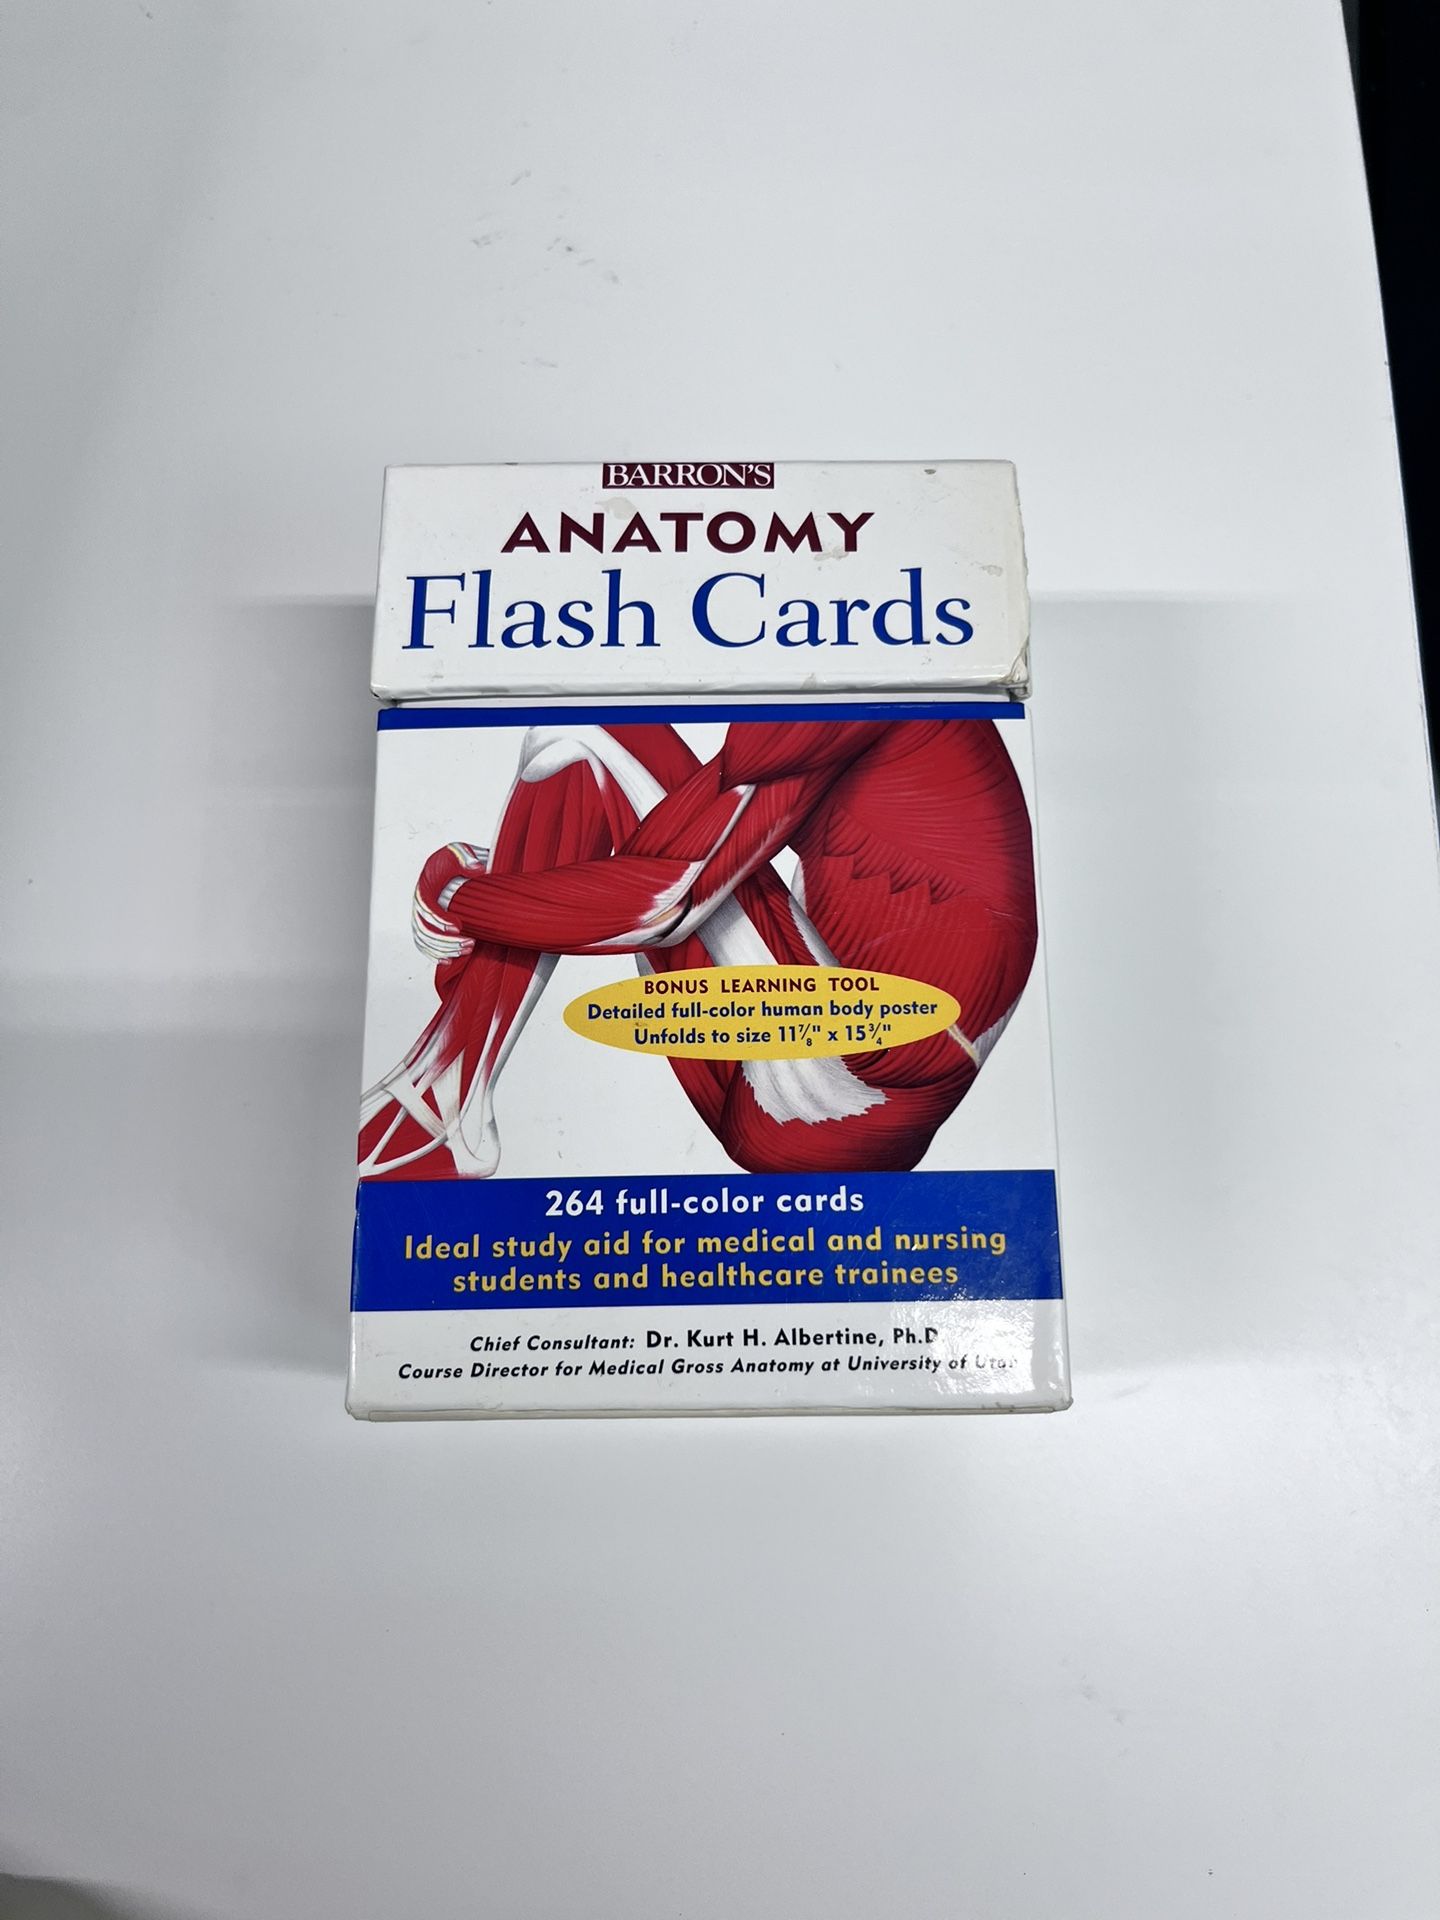 BARRON'S
ANATOMY
Flash Cards
BONUS LEARNING TOOL
Detailed full-color human body poster
Unfolds to size 11⅞" x 15¾"
264 full-color cards
Ideal study aid for medical and nursing
students and healthcare trainees
Chief Consultant: Dr. Kurt H. Albertine, Ph.D
Course Director for Medical Gross Anatomy at University of Utah